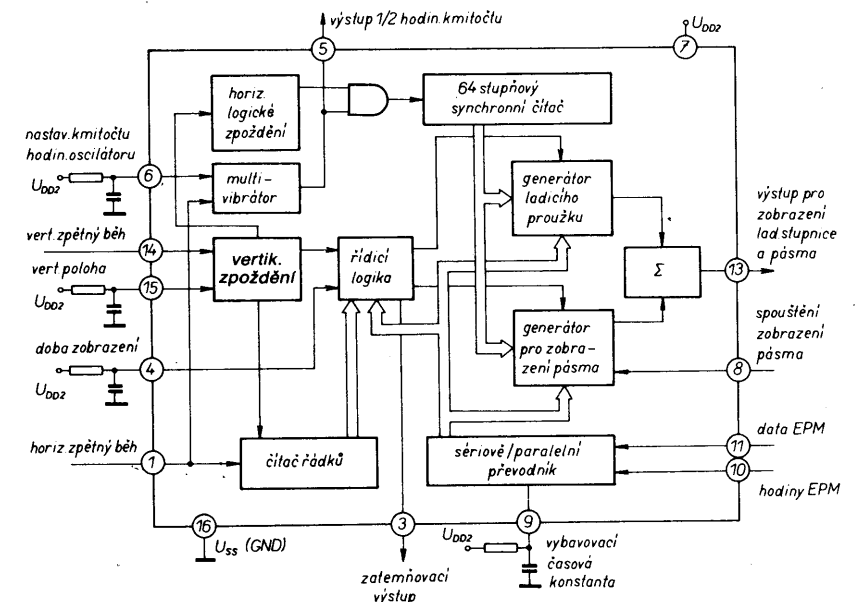 výstup 1/2 hodin. kmitočtu
5
U_DD2
7
horiz.
logické
zpoždění
64 stupňový
synchronní čítač
nastav. kmitočtu
hodin. oscilátoru
U_DD2
6
multi-
vibrátor
generátor
ladicího
proužku
výstup pro
zobrazení
lad. stupnice
a pásma
vert. zpětný běh
14
vertik.
zpoždění
řídicí
logika
Σ
13
vert. poloha
U_DD2
15
spouštění
zobrazení
pásma
8
generátor
pro zobra-
zení pásma
doba zobrazení
U_DD2
4
horiz. zpětný běh
1
čítač řádků
sériově/paralelní
převodník
data EPM
11
10
hodiny EPM
16
U_SS (GND)
3
zatemňovací
výstup
9
U_DD2
vybavovací
časová
konstanta